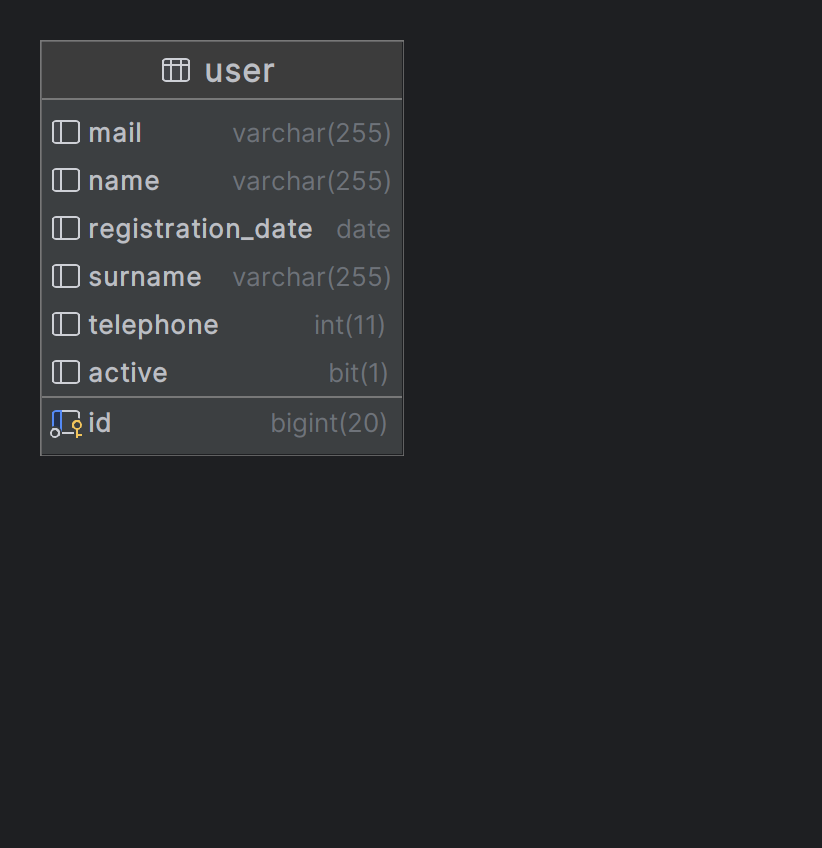 user
mail varchar(255)
name varchar(255)
registration_date date
surname varchar(255)
telephone int(11)
active bit(1)
id bigint(20)